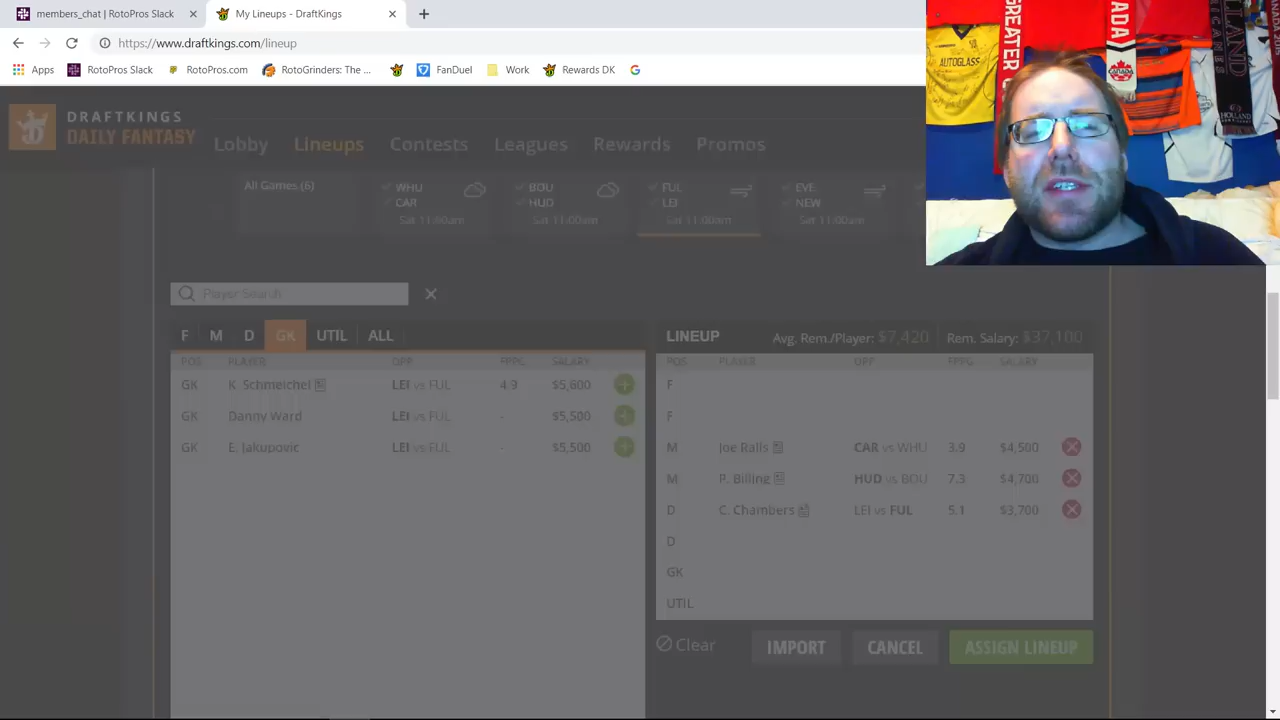 members_chat | RotoPros Slack
My Lineups - DraftKings
https://www.draftkings.com/lineup
Apps
RotoPros Slack
RotoPros.com
RotoGrinders: The ...
FanDuel
Work
Rewards DK
DRAFTKINGS
DAILY FANTASY
Lobby Lineups Contests Leagues Rewards Promos
All Games (6)
WHU
CAR
Sat 11:00am
BOU
HUD
Sat 11:00am
FUL
LEI
Sat 11:00am
EVE
NEW
Sat 11:00am
GREATER
AUTOGLASS
HOLLAND
Player Search
F M D GK UTIL ALL
POS PLAYER OPP FPPG SALARY
GK K. Schmeichel LEI vs FUL 4.9 $5,800
GK Danny Ward LEI vs FUL - $5,500
GK E. Jakupovic LEI vs FUL - $5,500
LINEUP Avg. Rem./Player: $7,420 Rem. Salary: $37,100
POS PLAYER OPP FPPG SALARY
F
F
M Joe Ralls CAR vs WHU 3.9 $4,500
M P. Billing HUD vs BOU 7.3 $4,700
D C. Chambers LEI vs FUL 5.1 $3,700
D
GK
UTIL
Clear
IMPORT
CANCEL
ASSIGN LINEUP